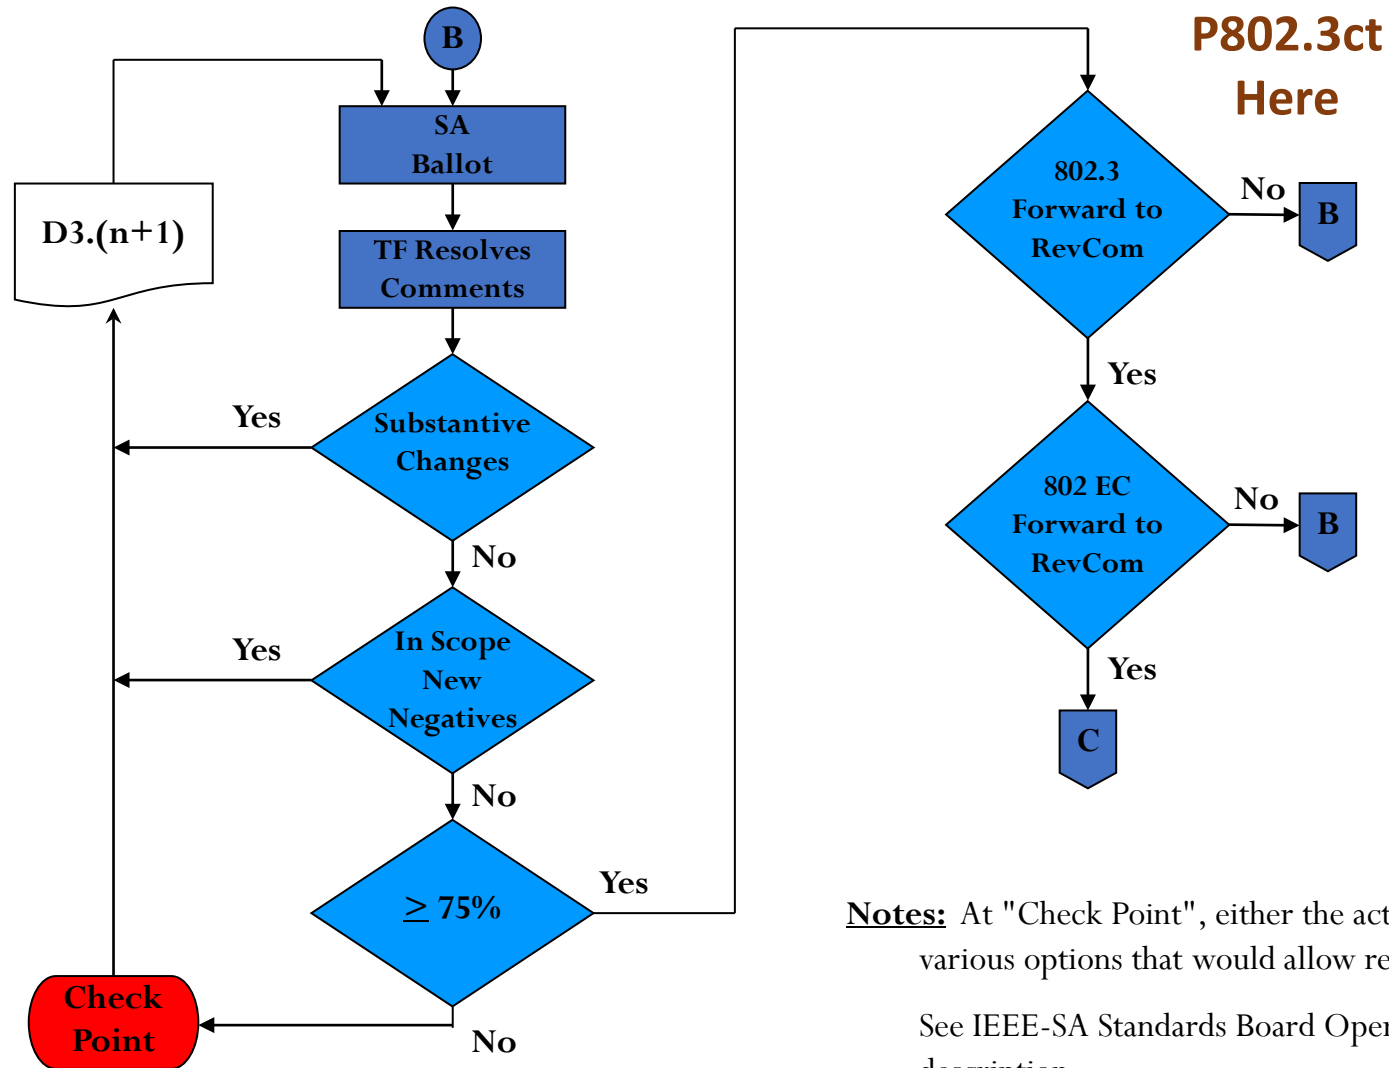 B
SA
Ballot
TF Resolves
Comments
D3.(n+1)
Substantive
Changes
Yes
No
In Scope
New
Negatives
Yes
No
≥ 75%
Yes
No
Check
Point
P802.3ct
Here
802.3
Forward to
RevCom
No
B
Yes
802 EC
Forward to
RevCom
No
B
Yes
C
Notes: At "Check Point", either the act
various options that would allow re
See IEEE-SA Standards Board Oper